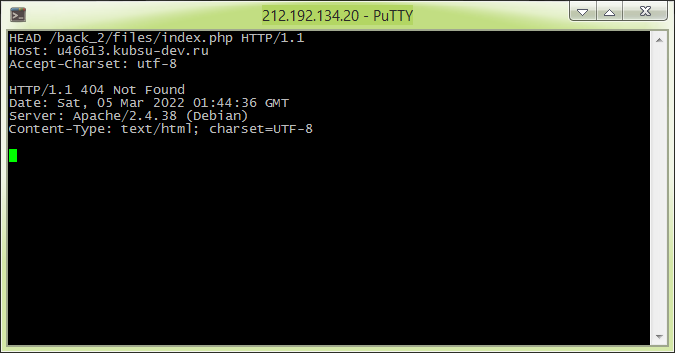 212.192.134.20 - PuTTY
HEAD /back_2/files/index.php HTTP/1.1
Host: u46613.kubsu-dev.ru
Accept-Charset: utf-8
HTTP/1.1 404 Not Found
Date: Sat, 05 Mar 2022 01:44:36 GMT
Server: Apache/2.4.38 (Debian)
Content-Type: text/html; charset=UTF-8